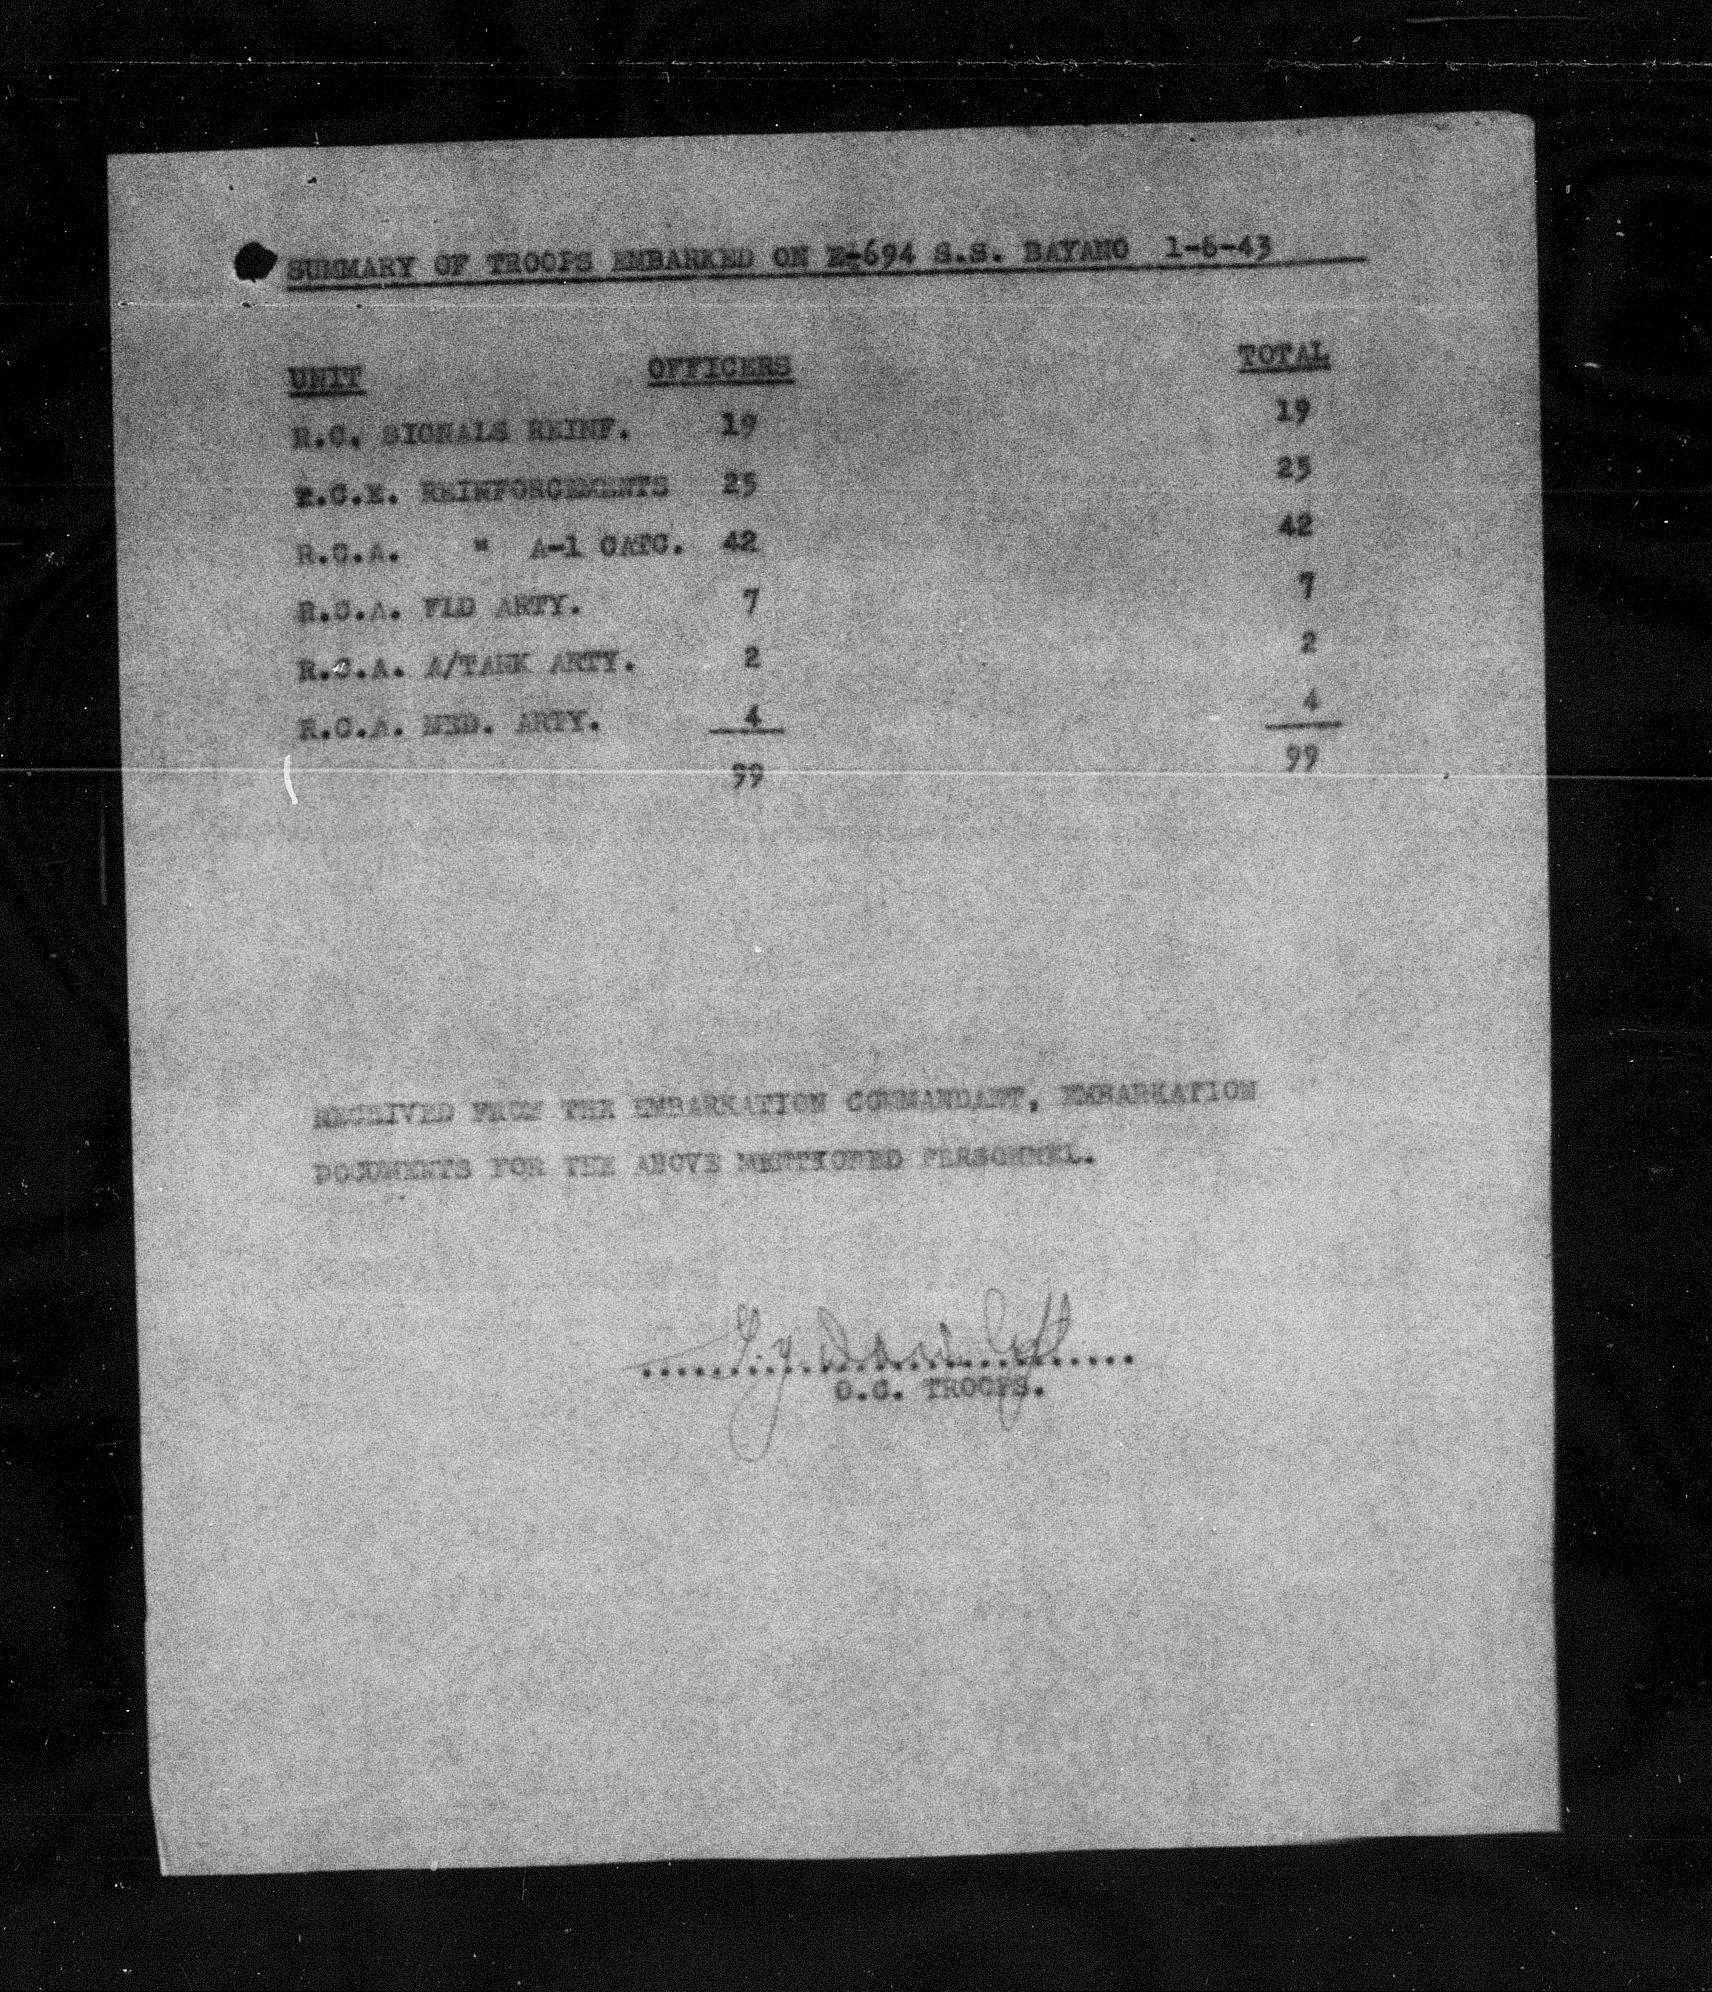 SUMMARY OF TROOPS EMBARKED ON E-694 S.S. BAYANO 1-6-43
UNIT OFFICERS TOTAL
R.C. SIGNALS REINF. 19 19
R.C.E. REINFORCEMENTS 25 25
R.C.A. " A-1 CATG. 42 42
R.C.A. FLD ARTY. 7 7
R.C.A. A/TANK ARTY. 2 2
R.C.A. MED. ARTY. 4 4
99 99
RECEIVED FROM THE EMBARKATION COMMANDANT, EMBARKATION
DOCUMENTS FOR THE ABOVE MENTIONED PERSONNEL.
O.C. TROOPS.